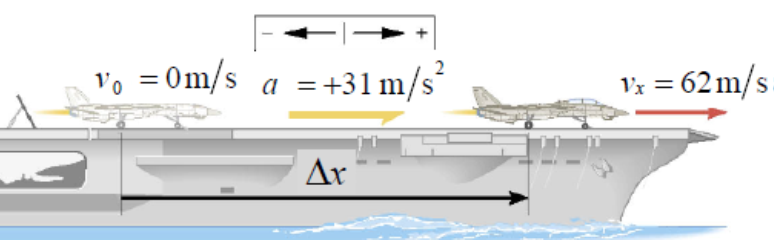 − +
v₀ = 0 m/s a = +31 m/s² vₓ = 62 m/s
Δx